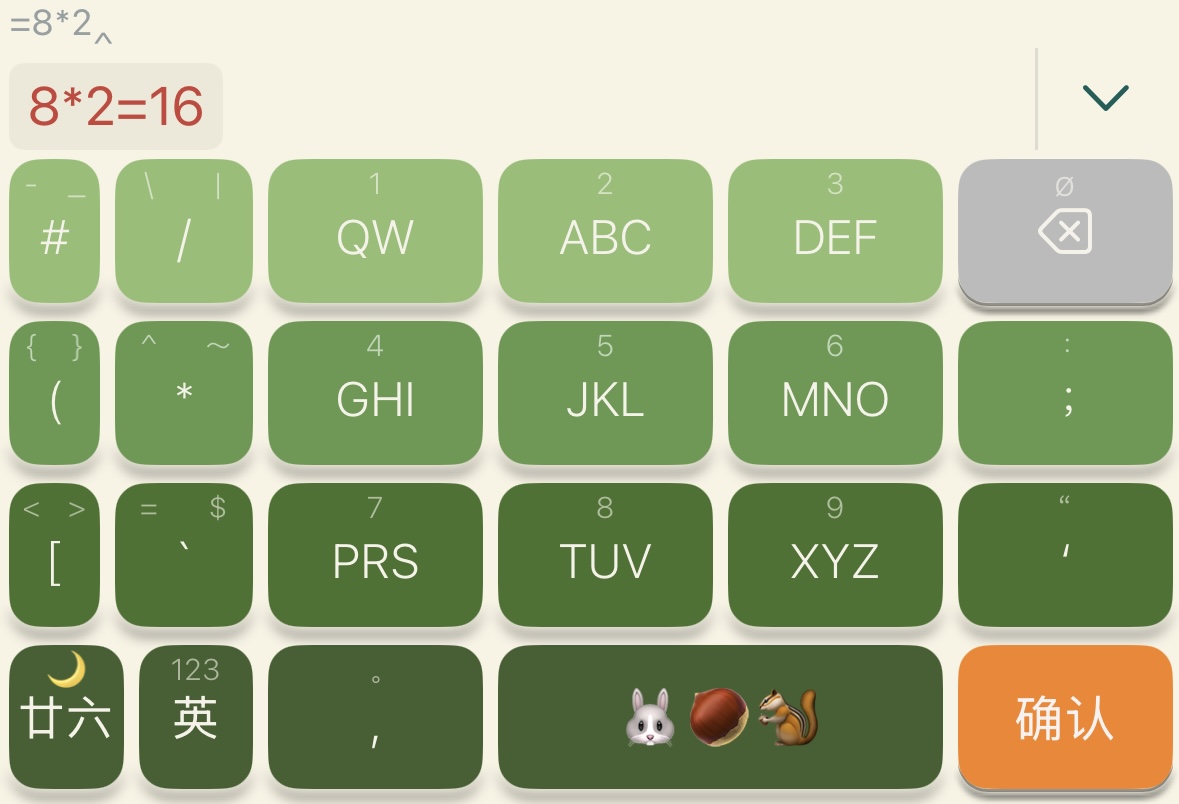 =8*2‸
8*2=16
- _ \ | 1 2 3 Ø
# / QW ABC DEF
{ } ^ ~ 4 5 6 :
( * GHI JKL MNO ;
< > = $ 7 8 9 “
[ ` PRS TUV XYZ '
123 °
廿六 英 , 确认